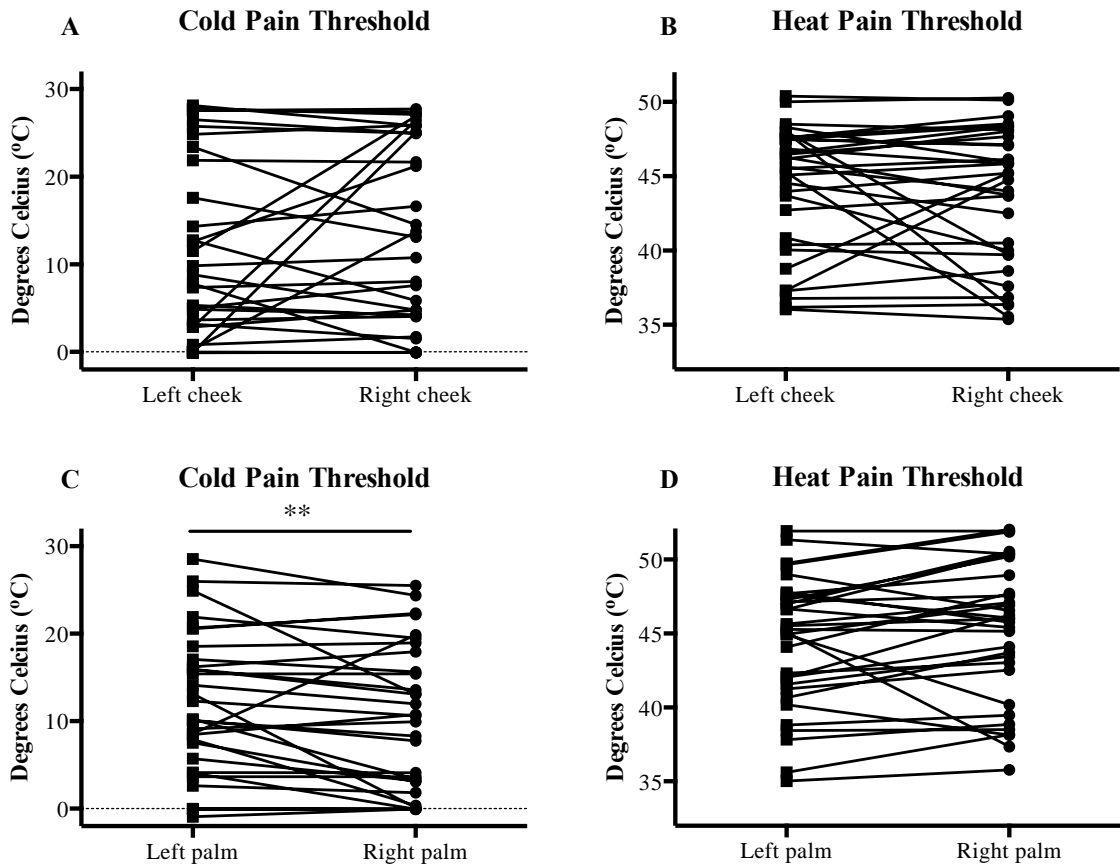 A
Cold Pain Threshold
Degrees Celcius (ºC)
30
20
10
0
Left cheek
Right cheek
B
Heat Pain Threshold
Degrees Celcius (ºC)
50
45
40
35
Left cheek
Right cheek
C
Cold Pain Threshold
**
Degrees Celcius (ºC)
30
20
10
0
Left palm
Right palm
D
Heat Pain Threshold
Degrees Celcius (ºC)
50
45
40
35
Left palm
Right palm